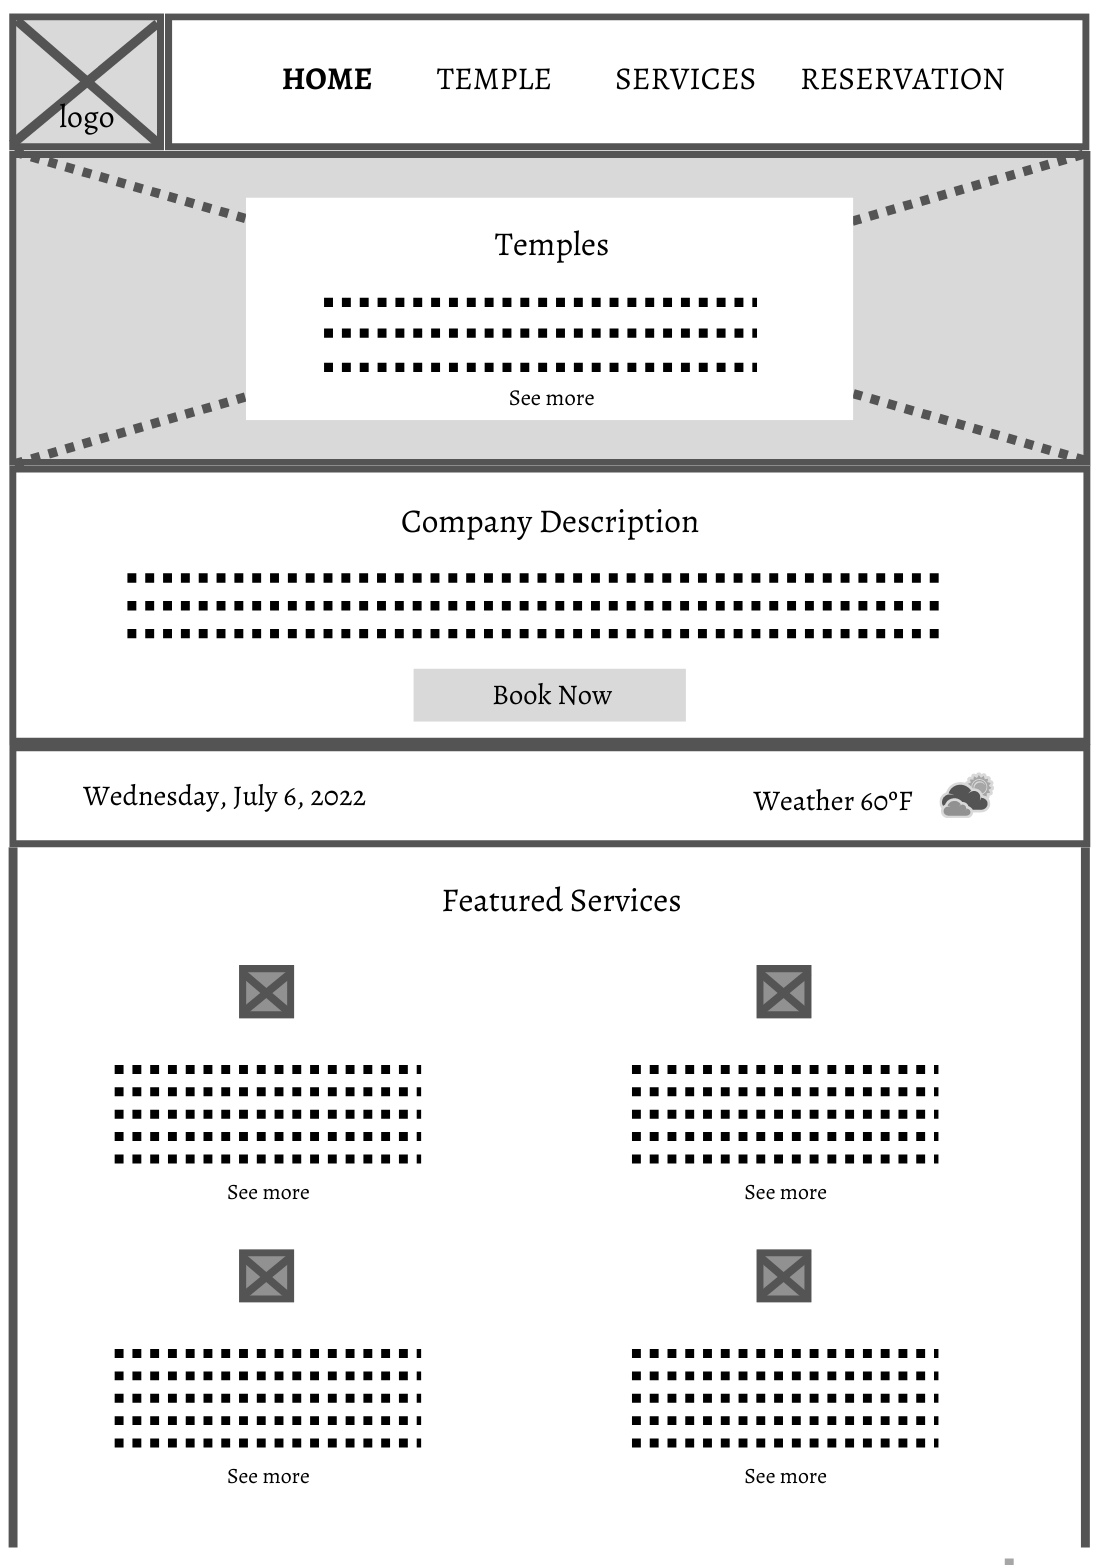 logo
HOME TEMPLE SERVICES RESERVATION
Temples
See more
Company Description
Book Now
Wednesday, July 6, 2022
Weather 60ºF
Featured Services
See more
See more
See more
See more